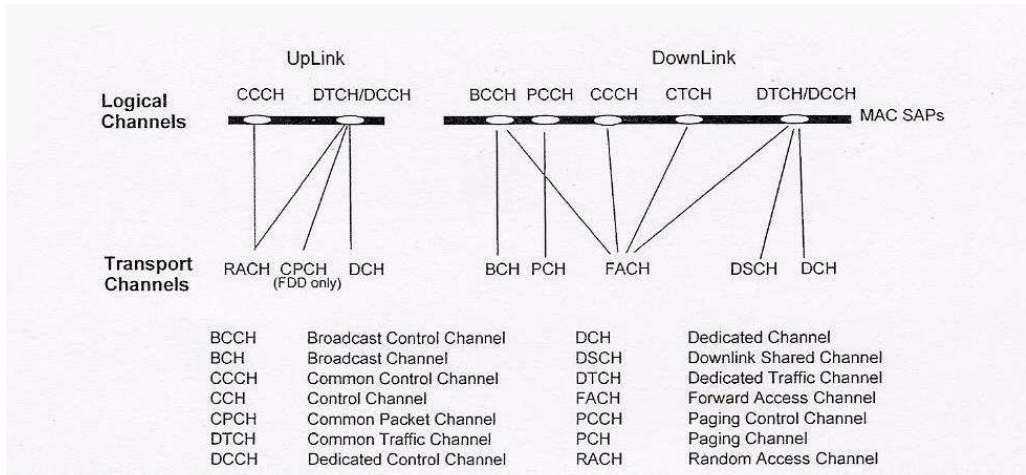 UpLink DownLink
Logical Channels
CCCH DTCH/DCCH BCCH PCCH CCCH CTCH DTCH/DCCH
MAC SAPs
Transport Channels
RACH CPCH DCH BCH PCH FACH DSCH DCH
(FDD only)
BCCH Broadcast Control Channel DCH Dedicated Channel
BCH Broadcast Channel DSCH Downlink Shared Channel
CCCH Common Control Channel DTCH Dedicated Traffic Channel
CCH Control Channel FACH Forward Access Channel
CPCH Common Packet Channel PCCH Paging Control Channel
DTCH Common Traffic Channel PCH Paging Channel
DCCH Dedicated Control Channel RACH Random Access Channel